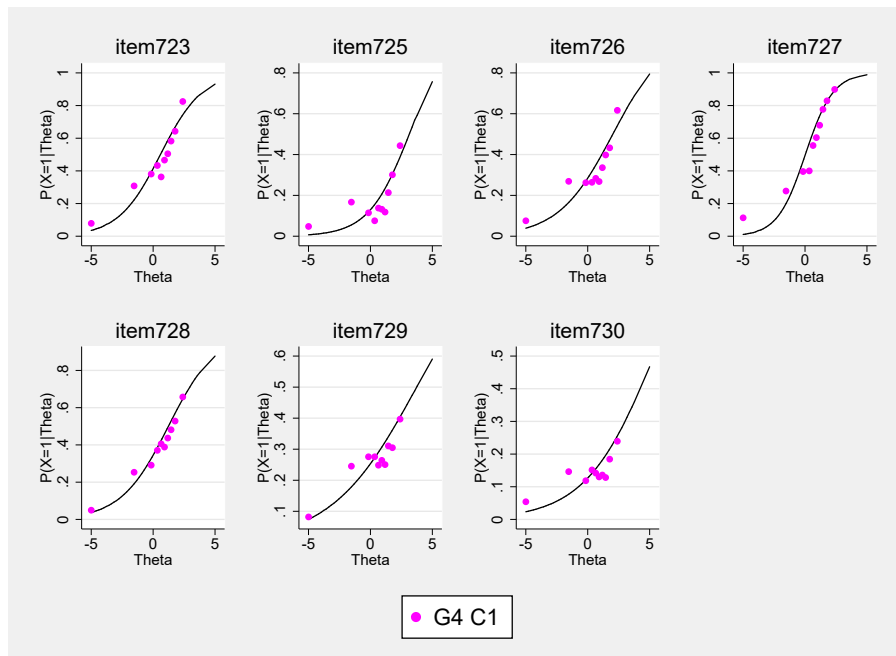 item723
P(X=1|Theta)
0 .2 .4 .6 .8 1
-5 0 5
Theta
item725
P(X=1|Theta)
0 .2 .4 .6 .8
-5 0 5
Theta
item726
P(X=1|Theta)
0 .2 .4 .6 .8
-5 0 5
Theta
item727
P(X=1|Theta)
0 .2 .4 .6 .8 1
-5 0 5
Theta
item728
P(X=1|Theta)
0 .2 .4 .6 .8
-5 0 5
Theta
item729
P(X=1|Theta)
.1 .2 .3 .4 .5 .6
-5 0 5
Theta
item730
P(X=1|Theta)
0 .1 .2 .3 .4 .5
-5 0 5
Theta
G4 C1